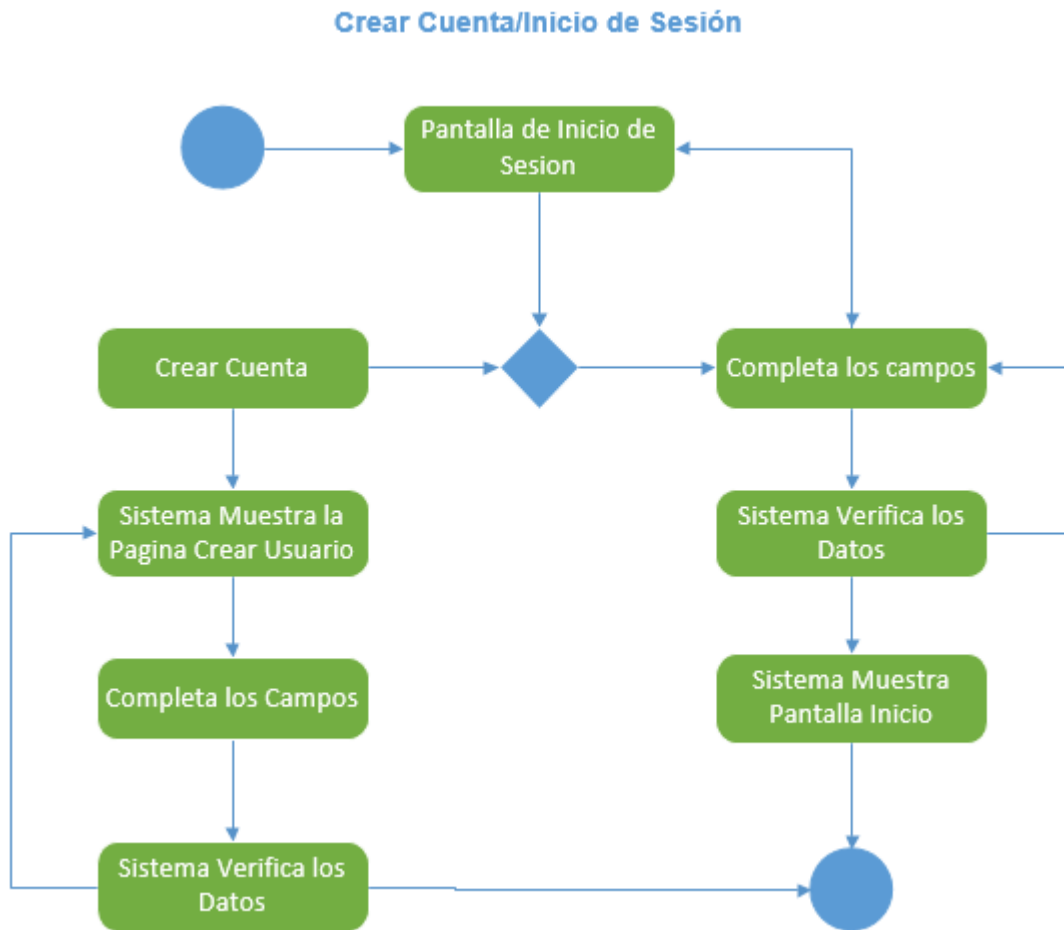 Crear Cuenta/Inicio de Sesión
Pantalla de Inicio de
Sesion
Crear Cuenta
Completa los campos
Sistema Muestra la
Pagina Crear Usuario
Sistema Verifica los
Datos
Completa los Campos
Sistema Muestra
Pantalla Inicio
Sistema Verifica los
Datos